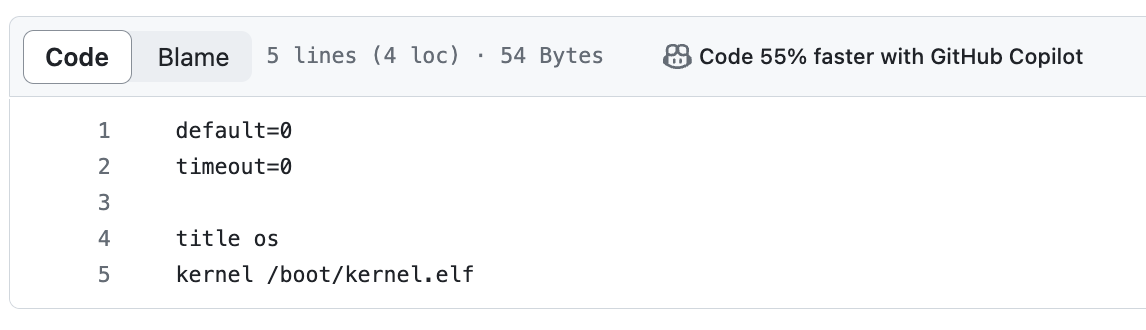 Code Blame 5 lines (4 loc) · 54 Bytes Code 55% faster with GitHub Copilot
1 default=0
2 timeout=0
3
4 title os
5 kernel /boot/kernel.elf